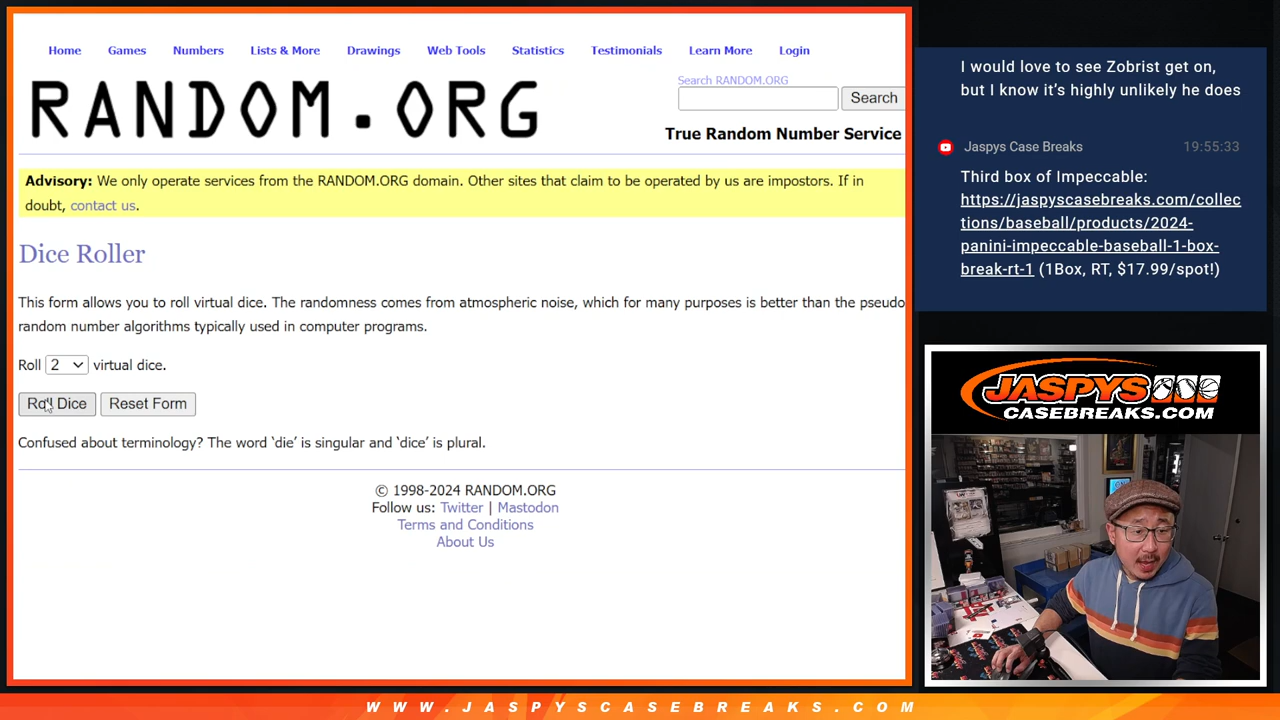 Home Games Numbers Lists & More Drawings Web Tools Statistics Testimonials Learn More Login
RANDOM.ORG
Search RANDOM.ORG
Search
True Random Number Service
Advisory: We only operate services from the RANDOM.ORG domain. Other sites that claim to be operated by us are impostors. If in
doubt, contact us.
Dice Roller
This form allows you to roll virtual dice. The randomness comes from atmospheric noise, which for many purposes is better than the pseudo
random number algorithms typically used in computer programs.
Roll 2 virtual dice.
Roll Dice Reset Form
Confused about terminology? The word ‘die’ is singular and ‘dice’ is plural.
© 1998-2024 RANDOM.ORG
Follow us: Twitter | Mastodon
Terms and Conditions
About Us
I would love to see Zobrist get on,
but I know it’s highly unlikely he does
Jaspys Case Breaks 19:55:33
Third box of Impeccable:
https://jaspyscasebreaks.com/collec
tions/baseball/products/2024-
panini-impeccable-baseball-1-box-
break-rt-1 (1Box, RT, $17.99/spot!)
JASPYS
CASEBREAKS.COM
WWW.JASPYSCASEBREAKS.COM